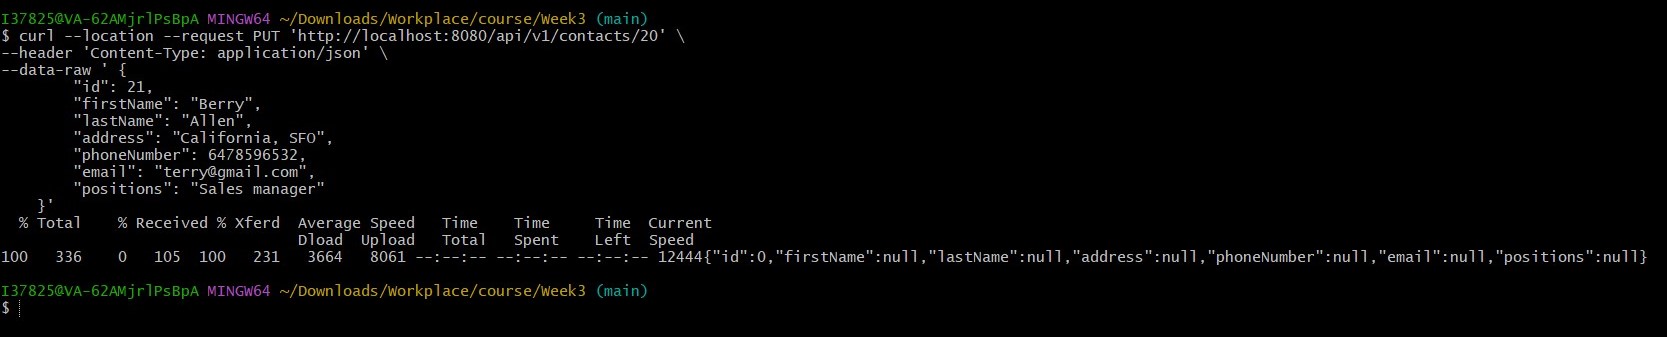 I37825@VA-62AMjrlPsBpA MINGW64 ~/Downloads/Workplace/course/Week3 (main)
$ curl --location --request PUT 'http://localhost:8080/api/v1/contacts/20' \
--header 'Content-Type: application/json' \
--data-raw ' {
        "id": 21,
        "firstName": "Berry",
        "lastName": "Allen",
        "address": "California, SFO",
        "phoneNumber": 6478596532,
        "email": "terry@gmail.com",
        "positions": "Sales manager"
    }'
  % Total    % Received % Xferd  Average Speed   Time    Time     Time  Current
                                 Dload  Upload   Total   Spent    Left  Speed
100   336    0   105  100   231   3664   8061 --:--:-- --:--:-- --:--:-- 12444{"id":0,"firstName":null,"lastName":null,"address":null,"phoneNumber":null,"email":null,"positions":null}
I37825@VA-62AMjrlPsBpA MINGW64 ~/Downloads/Workplace/course/Week3 (main)
$